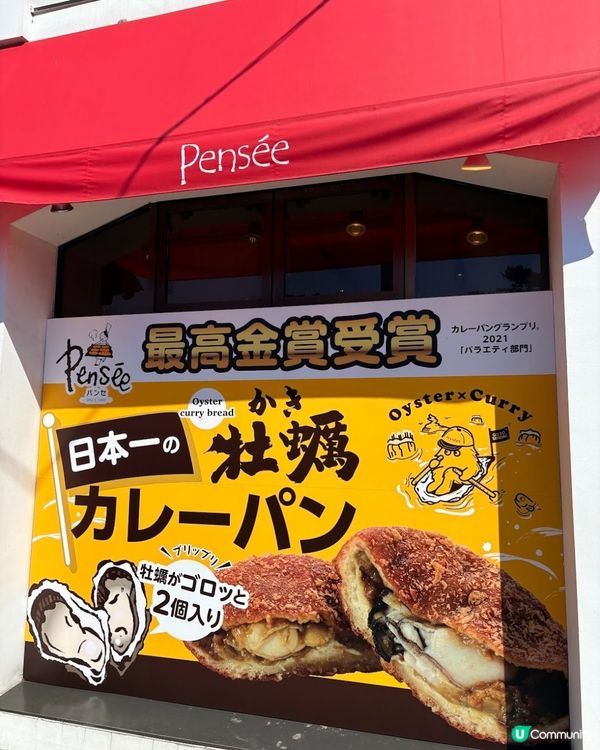 Pensée
Pensée
パンセ
最高金賞受賞
カレーパングランプリ®
2021
「バラエティ部門」
Oyster
curry bread
かき
Oyster×Curry
日本一の
牡蠣
カレーパン
プリップリ
牡蠣がゴロッと
2個入り
U Community